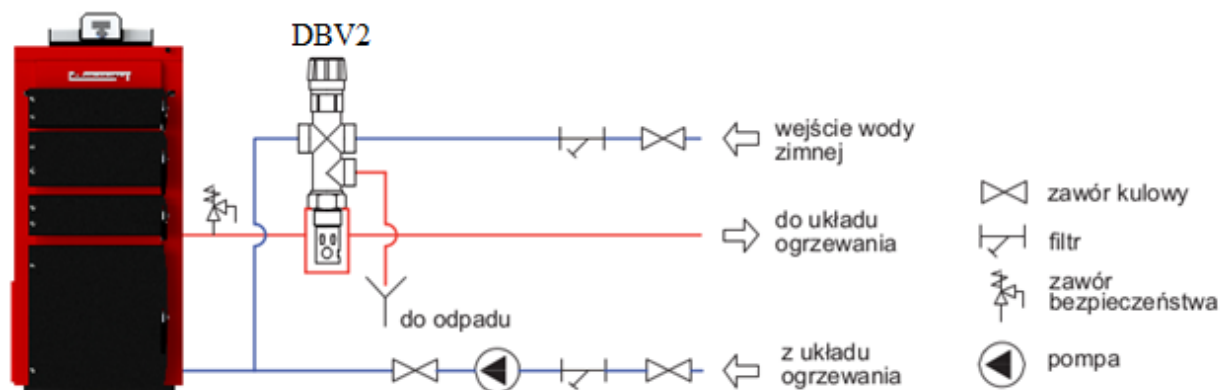 DBV2
wejście wody
zimnej
do układu
ogrzewania
do odpadu
z układu
ogrzewania
zawór kulowy
filtr
zawór
bezpieczeństwa
pompa